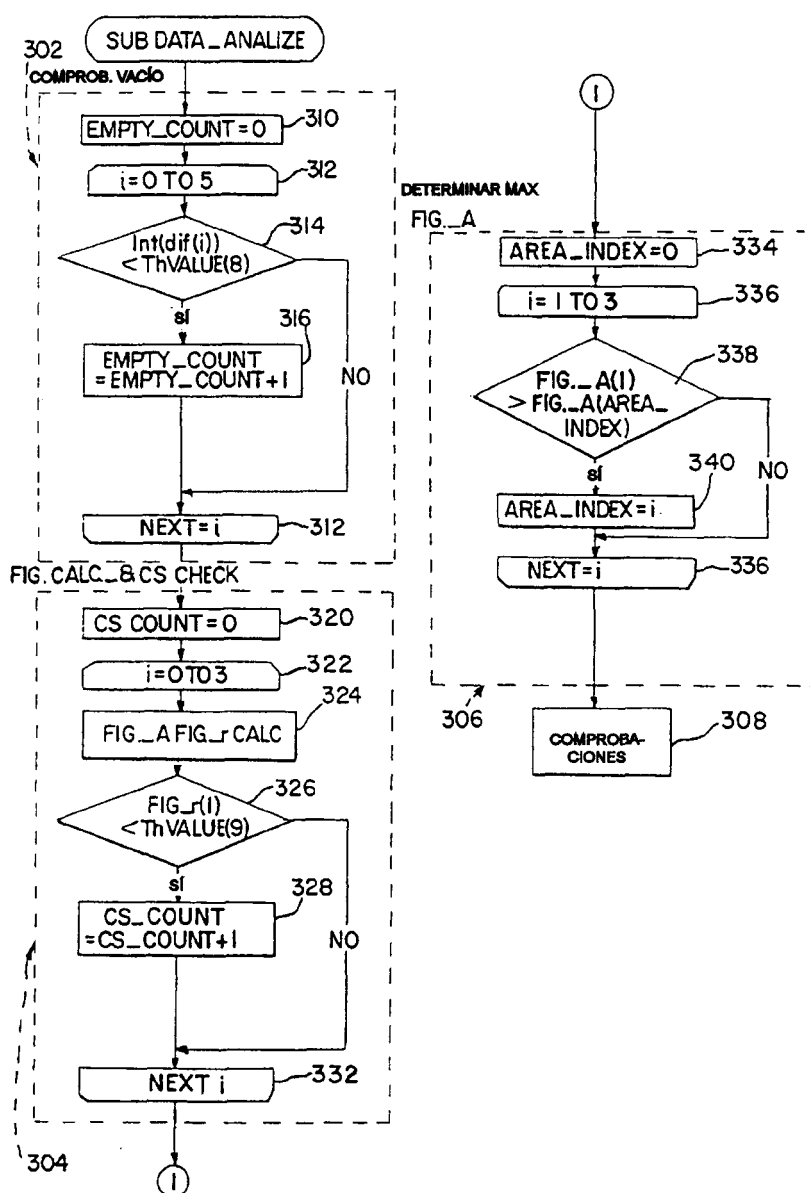 SUB DATA_ANALIZE
302
COMPROB. VACÍO
EMPTY_COUNT=0
310
i=0 TO 5
312
Int(dif(i))
<ThVALUE(8)
314
sí
NO
EMPTY_COUNT
=EMPTY_COUNT+1
316
NEXT=i
312
FIG. CALC_&CS CHECK
CS COUNT=0
320
i=0 TO 3
322
324
FIG_A FIG_r CALC
FIG_r(1)
<ThVALUE(9)
326
sí
NO
CS_COUNT
=CS_COUNT+1
328
NEXT i
332
304
1
1
DETERMINAR MAX
FIG._A
AREA_INDEX=0
334
i=1 TO 3
336
FIG._A(1)
> FIG._A(AREA_
INDEX)
338
sí
NO
340
AREA_INDEX=i
NEXT=i
336
306
COMPROBA-
CIONES
308